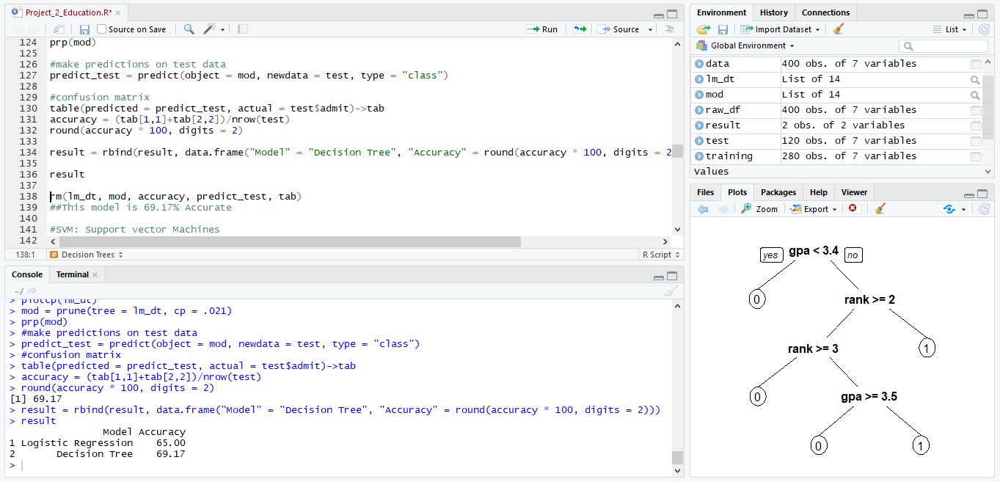 Project_2_Education.R*
Source on Save
Run
Source
124 prp(mod)
125
126 #make predictions on test data
127 predict_test = predict(object = mod, newdata = test, type = "class")
128
129 #confusion matrix
130 table(predicted = predict_test, actual = test$admit)->tab
131 accuracy = (tab[1,1]+tab[2,2])/nrow(test)
132 round(accuracy * 100, digits = 2)
133
134 result = rbind(result, data.frame("Model" = "Decision Tree", "Accuracy" = round(accuracy * 100, digits = 2
135
136 result
137
138 rm(lm_dt, mod, accuracy, predict_test, tab)
139 ##This model is 69.17% Accurate
140
141 #SVM: Support vector Machines
142
138:1 # Decision Trees R Script
Console Terminal
~/
> plotcp(lm_dt)
> mod = prune(tree = lm_dt, cp = .021)
> prp(mod)
> #make predictions on test data
> predict_test = predict(object = mod, newdata = test, type = "class")
> #confusion matrix
> table(predicted = predict_test, actual = test$admit)->tab
> accuracy = (tab[1,1]+tab[2,2])/nrow(test)
> round(accuracy * 100, digits = 2)
[1] 69.17
> result = rbind(result, data.frame("Model" = "Decision Tree", "Accuracy" = round(accuracy * 100, digits = 2)))
> result
Model Accuracy
1 Logistic Regression 65.00
2 Decision Tree 69.17
>
Environment History Connections
Import Dataset List
Global Environment
data 400 obs. of 7 variables
lm_dt List of 14
mod List of 14
raw_df 400 obs. of 7 variables
result 2 obs. of 2 variables
test 120 obs. of 7 variables
training 280 obs. of 7 variables
Values
Files Plots Packages Help Viewer
Zoom Export
yes gpa < 3.4 no
0 rank >= 2
rank >= 3 1
0 gpa >= 3.5
0 1